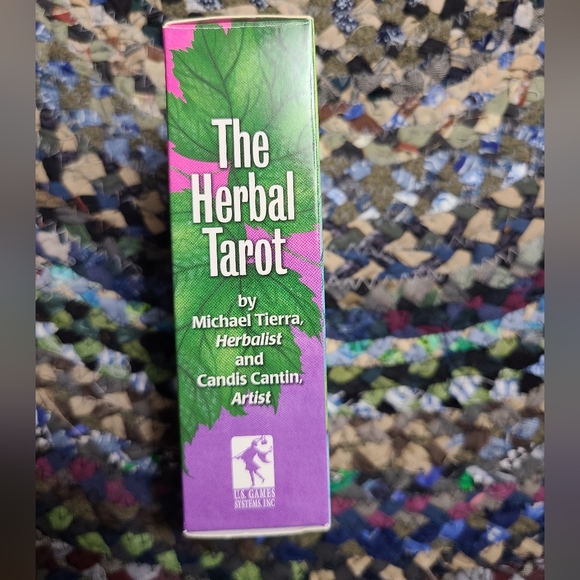 The
Herbal
Tarot
by
Michael Tierra,
Herbalist
and
Candis Cantin,
Artist
U.S. GAMES
SYSTEMS, INC